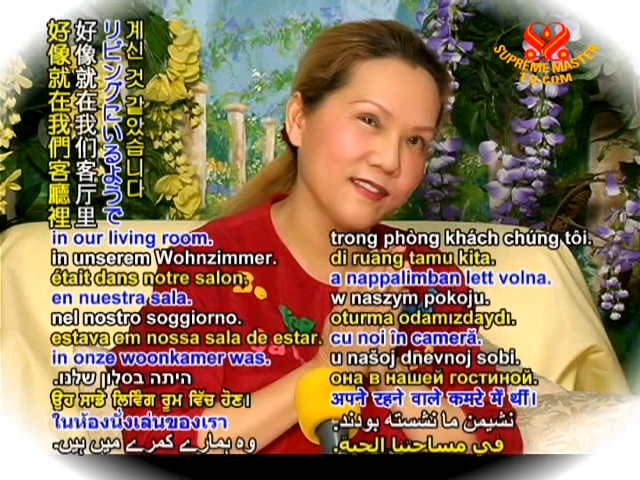 SUPREME MASTER
TV.COM
계신 것 같았습니다
リビングにいるようで
好像就在我们客厅里
好像就在我們客廳裡
in our living room.
in unserem Wohnzimmer.
était dans notre salon.
en nuestra sala.
nel nostro soggiorno.
estava em nossa sala de estar.
in onze woonkamer was.
היתה בסלון שלנו.
ਉਹ ਸਾਡੇ ਲਿਵਿੰਗ ਰੂਮ ਵਿੱਚ ਹੋਣ।
ในห้องนั่งเล่นของเรา
وہ ہمارے کمرے میں ہیں.
trong phòng khách chúng tôi.
di ruang tamu kita.
a nappalimban lett volna.
w naszym pokoju.
oturma odamızdaydı.
cu noi în cameră.
u našoj dnevnoj sobi.
она в нашей гостиной.
अपने रहने वाले कमरे में थीं।
نشیمن ما نشسته بودند.
في مساحتنا الحية.